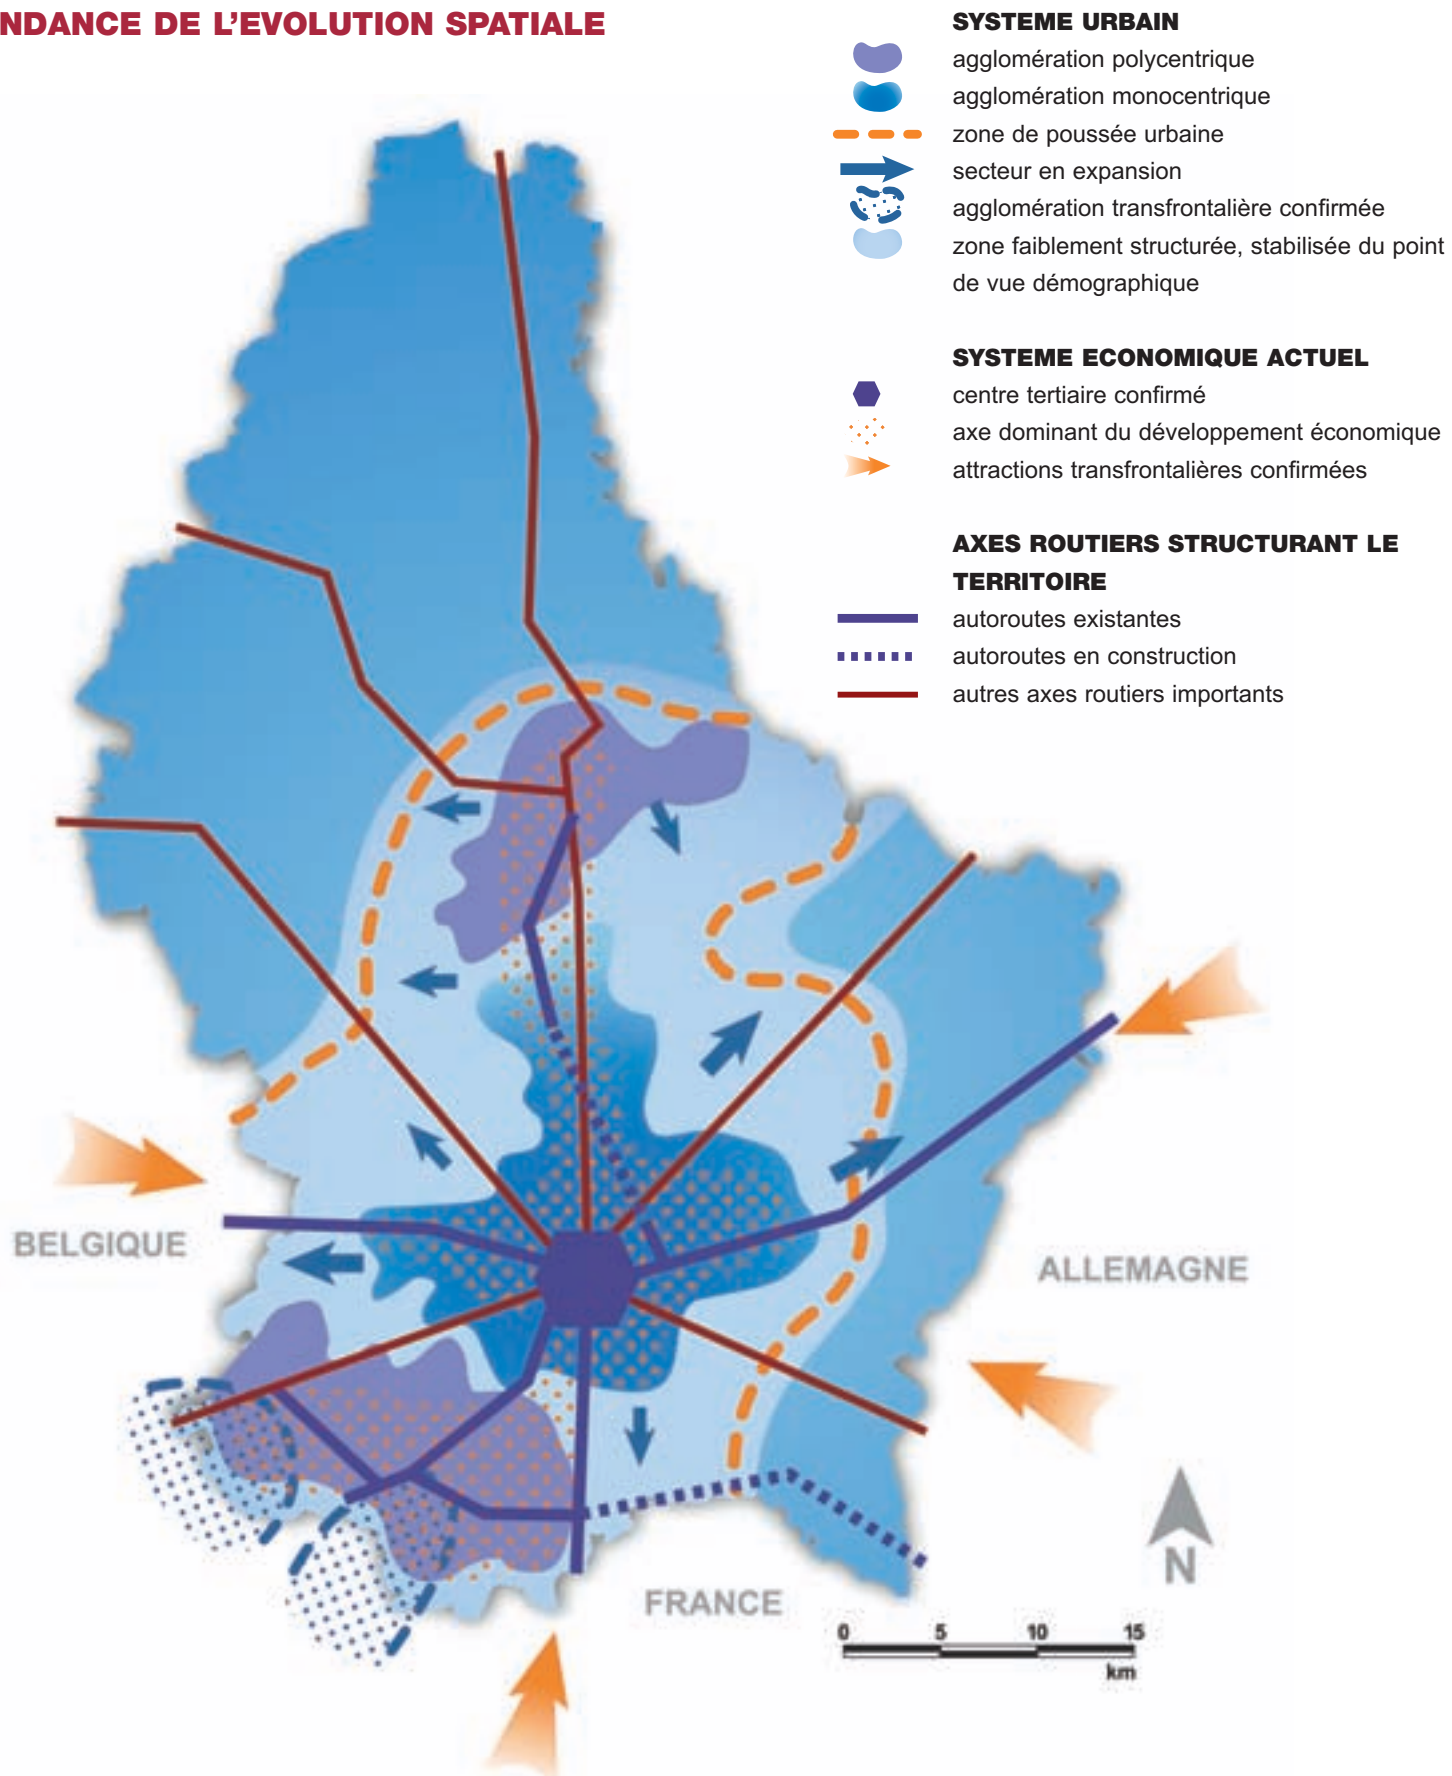 NDANCE DE L'EVOLUTION SPATIALE
SYSTEME URBAIN
agglomération polycentrique
agglomération monocentrique
zone de poussée urbaine
secteur en expansion
agglomération transfrontalière confirmée
zone faiblement structurée, stabilisée du point
de vue démographique
SYSTEME ECONOMIQUE ACTUEL
centre tertiaire confirmé
axe dominant du développement économique
attractions transfrontalières confirmées
AXES ROUTIERS STRUCTURANT LE
TERRITOIRE
autoroutes existantes
autoroutes en construction
autres axes routiers importants
BELGIQUE
ALLEMAGNE
FRANCE
N
0 5 10 15
km